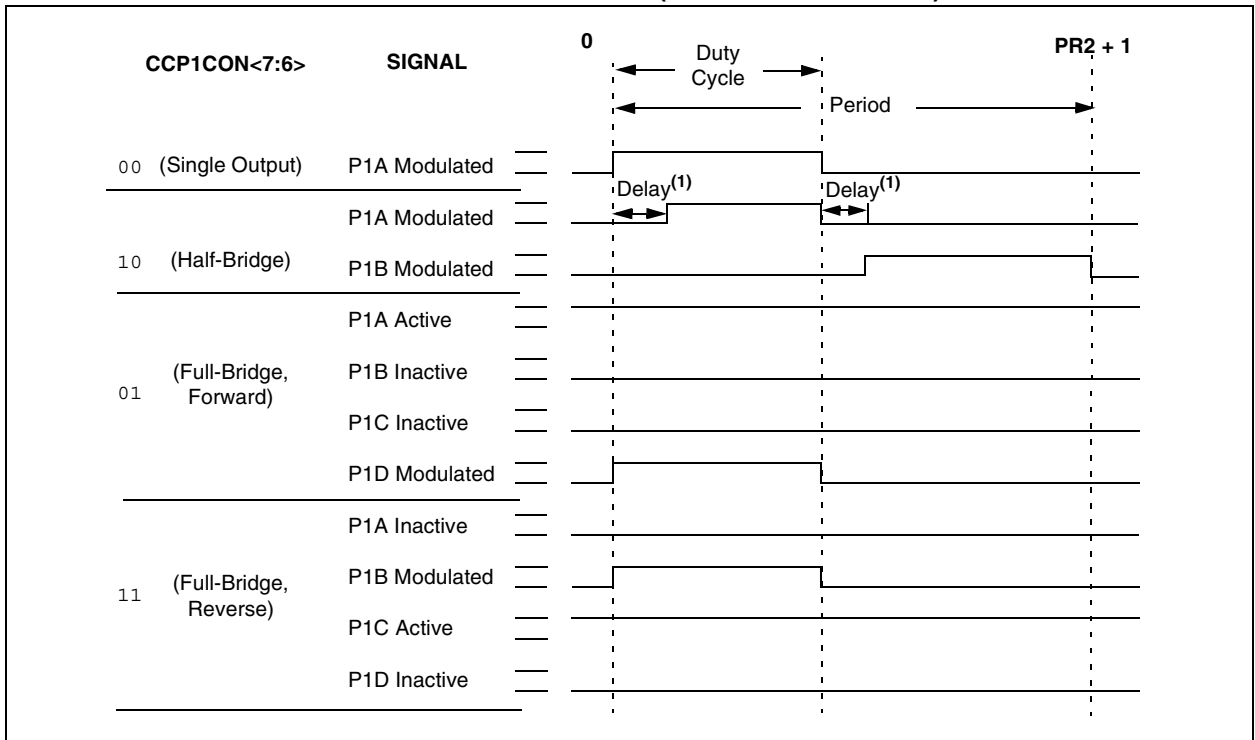 0
PR2 + 1
CCP1CON<7:6>
SIGNAL
Duty
Cycle
Period
00 (Single Output) P1A Modulated
Delay(1)
Delay(1)
P1A Modulated
10 (Half-Bridge)
P1B Modulated
P1A Active
(Full-Bridge,
Forward)
01
P1B Inactive
P1C Inactive
P1D Modulated
P1A Inactive
(Full-Bridge,
Reverse)
11
P1B Modulated
P1C Active
P1D Inactive